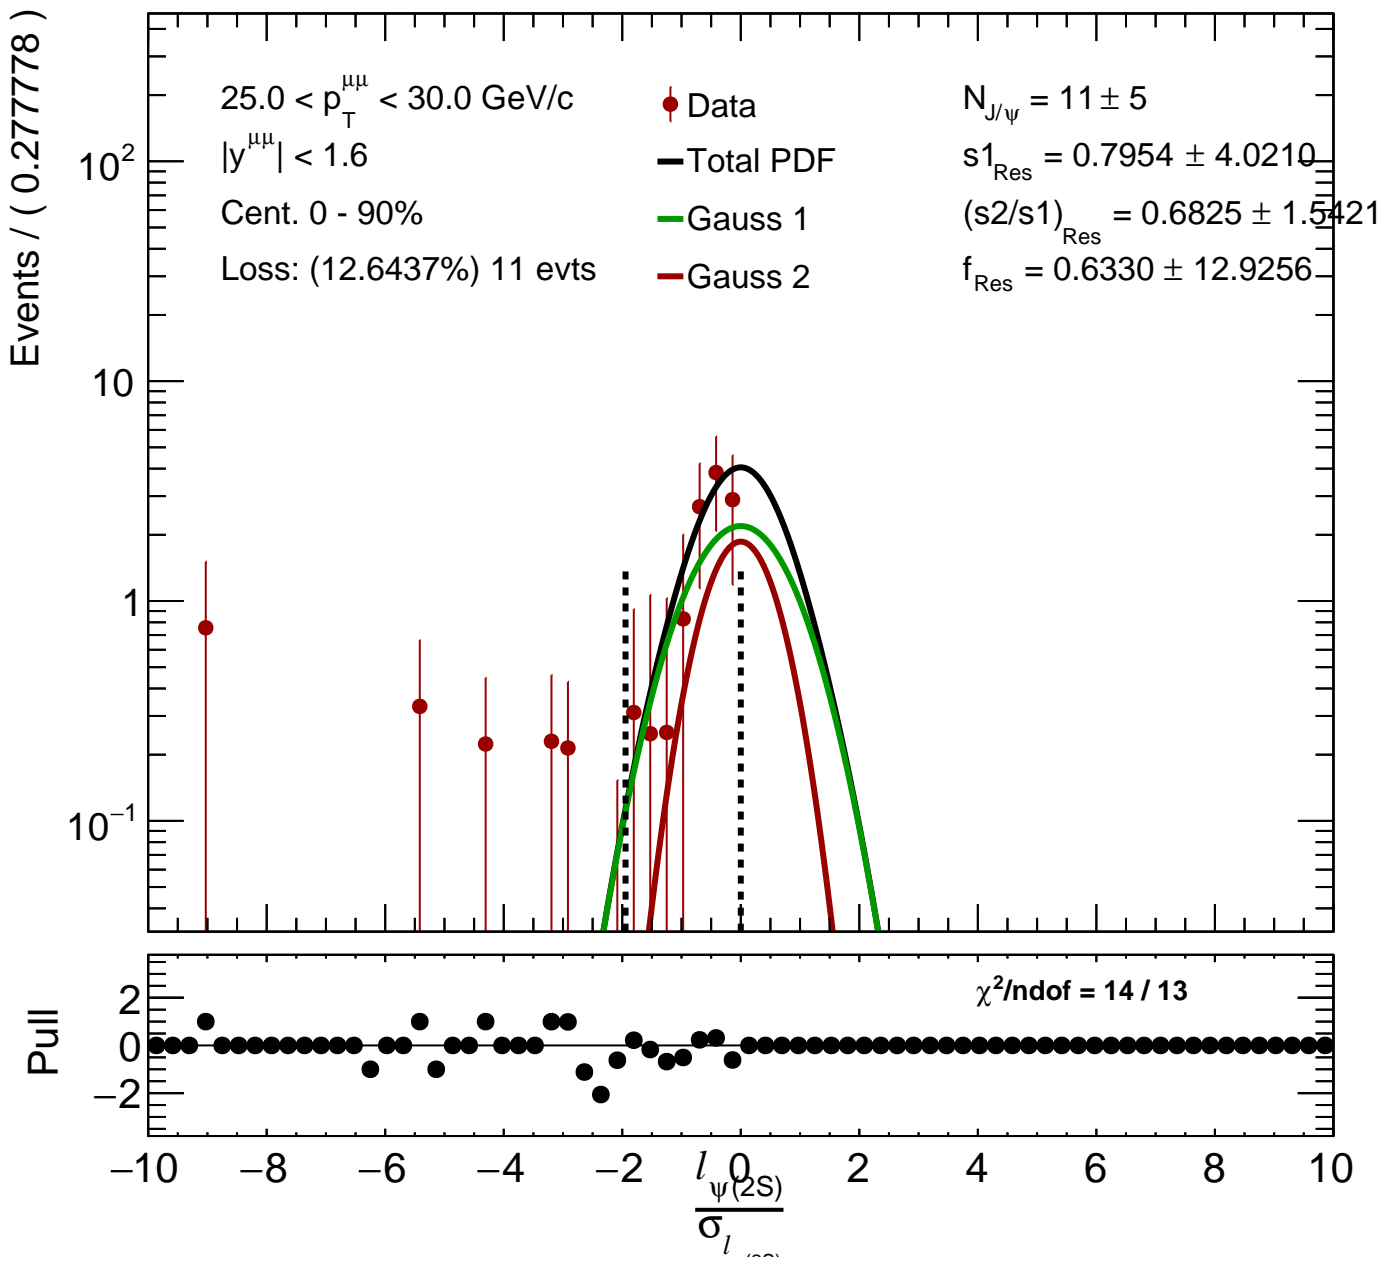 Events / ( 0.277778 )
25.0 < p_T^μμ < 30.0 GeV/c
|y^μμ| < 1.6
Cent. 0 - 90%
Loss: (12.6437%) 11 evts
Data
Total PDF
Gauss 1
Gauss 2
N_J/ψ = 11 ± 5
s1_Res = 0.7954 ± 4.0210
(s2/s1)_Res = 0.6825 ± 1.5421
f_Res = 0.6330 ± 12.9256
10²
10
1
10⁻¹
Pull
χ²/ndof = 14 / 13
2
0
−2
−10 −8 −6 −4 −2 0 2 4 6 8 10
l_ψ(2S)
σ_l